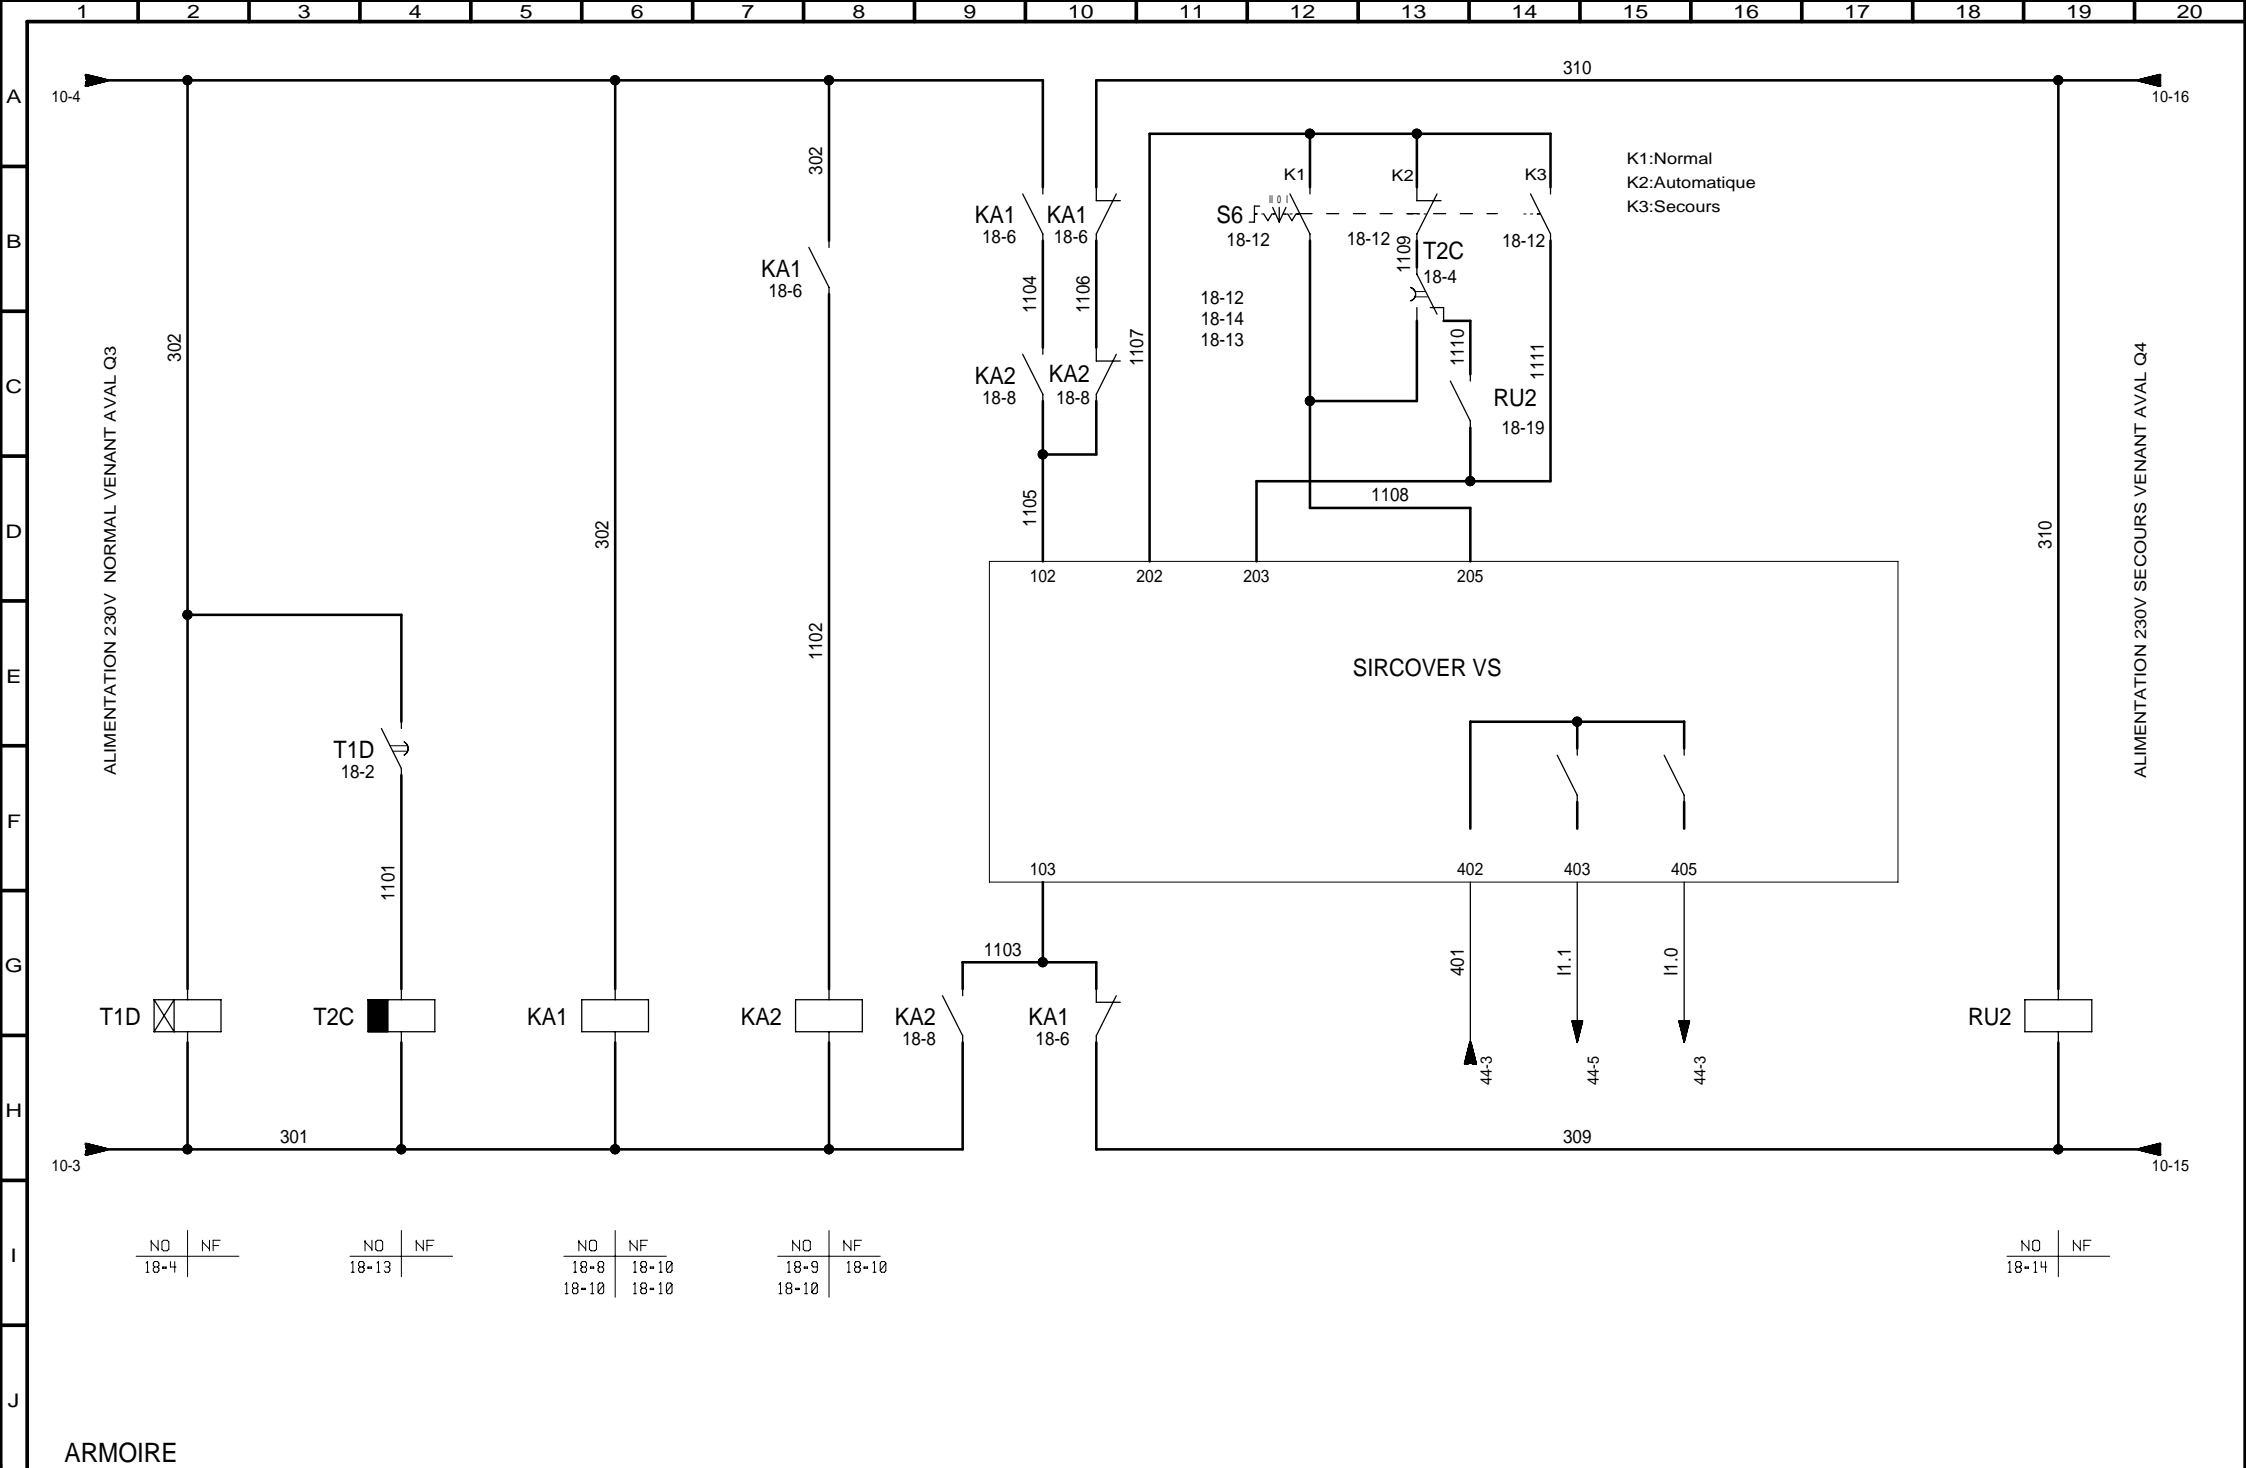 1 2 3 4 5 6 7 8 9 10 11 12 13 14 15 16 17 18 19 20
A
B
C
D
E
F
G
H
I
J
10-4
310
10-16
302
K1 K2 K3
K1:Normal
K2:Automatique
K3:Secours
KA1
18-6
KA1
18-6
S6
II 0 I
18-12
18-12
18-12
KA1
18-6
1109
T2C
18-4
1104
1106
18-12
18-14
18-13
302
1107
1110
1111
ALIMENTATION 230V NORMAL VENANT AVAL Q3
ALIMENTATION 230V SECOURS VENANT AVAL Q4
KA2
18-8
KA2
18-8
RU2
18-19
1105
1108
302
310
102 202 203 205
1102
SIRCOVER VS
T1D
18-2
1101
103 402 403 405
1103
401
I1.1
I1.0
T1D
T2C
KA1
KA2
KA2
18-8
KA1
18-6
RU2
44-3
44-5
44-3
10-3
301
309
10-15
NO NF
18-4
NO NF
18-13
NO NF
18-8 18-10
18-10 18-10
NO NF
18-9 18-10
18-10
NO NF
18-14
ARMOIRE